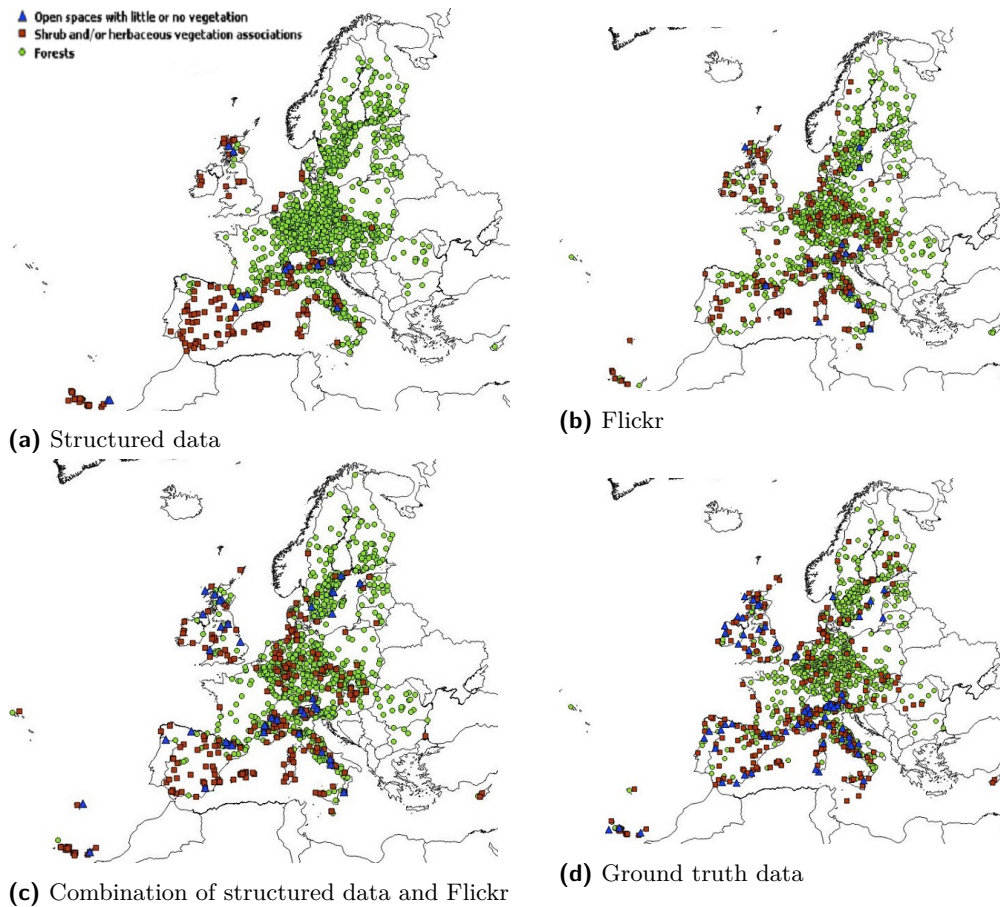 Open spaces with little or no vegetation
Shrub and/or herbaceous vegetation associations
Forests
(a) Structured data
(b) Flickr
(c) Combination of structured data and Flickr
(d) Ground truth data